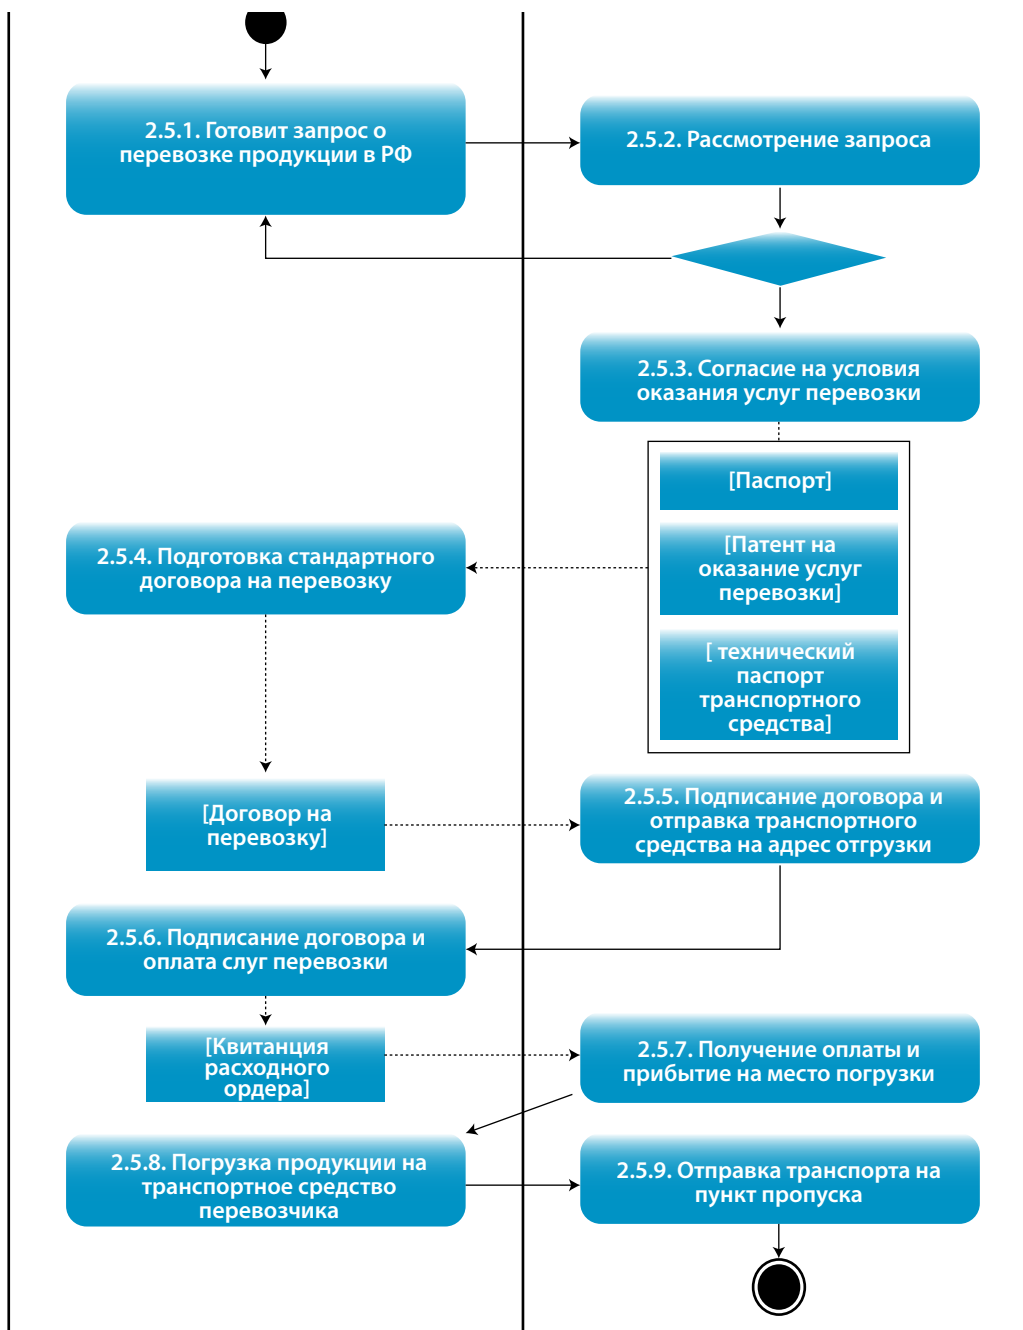 2.5.1. Готовит запрос о
перевозке продукции в РФ
2.5.2. Рассмотрение запроса
2.5.3. Согласие на условия
оказания услуг перевозки
[Паспорт]
[Патент на
оказание услуг
перевозки]
[ технический
паспорт
транспортного
средства]
2.5.4. Подготовка стандартного
договора на перевозку
[Договор на
перевозку]
2.5.5. Подписание договора и
отправка транспортного
средства на адрес отгрузки
2.5.6. Подписание договора и
оплата слуг перевозки
[Квитанция
расходного
ордера]
2.5.7. Получение оплаты и
прибытие на место погрузки
2.5.8. Погрузка продукции на
транспортное средство
перевозчика
2.5.9. Отправка транспорта на
пункт пропуска